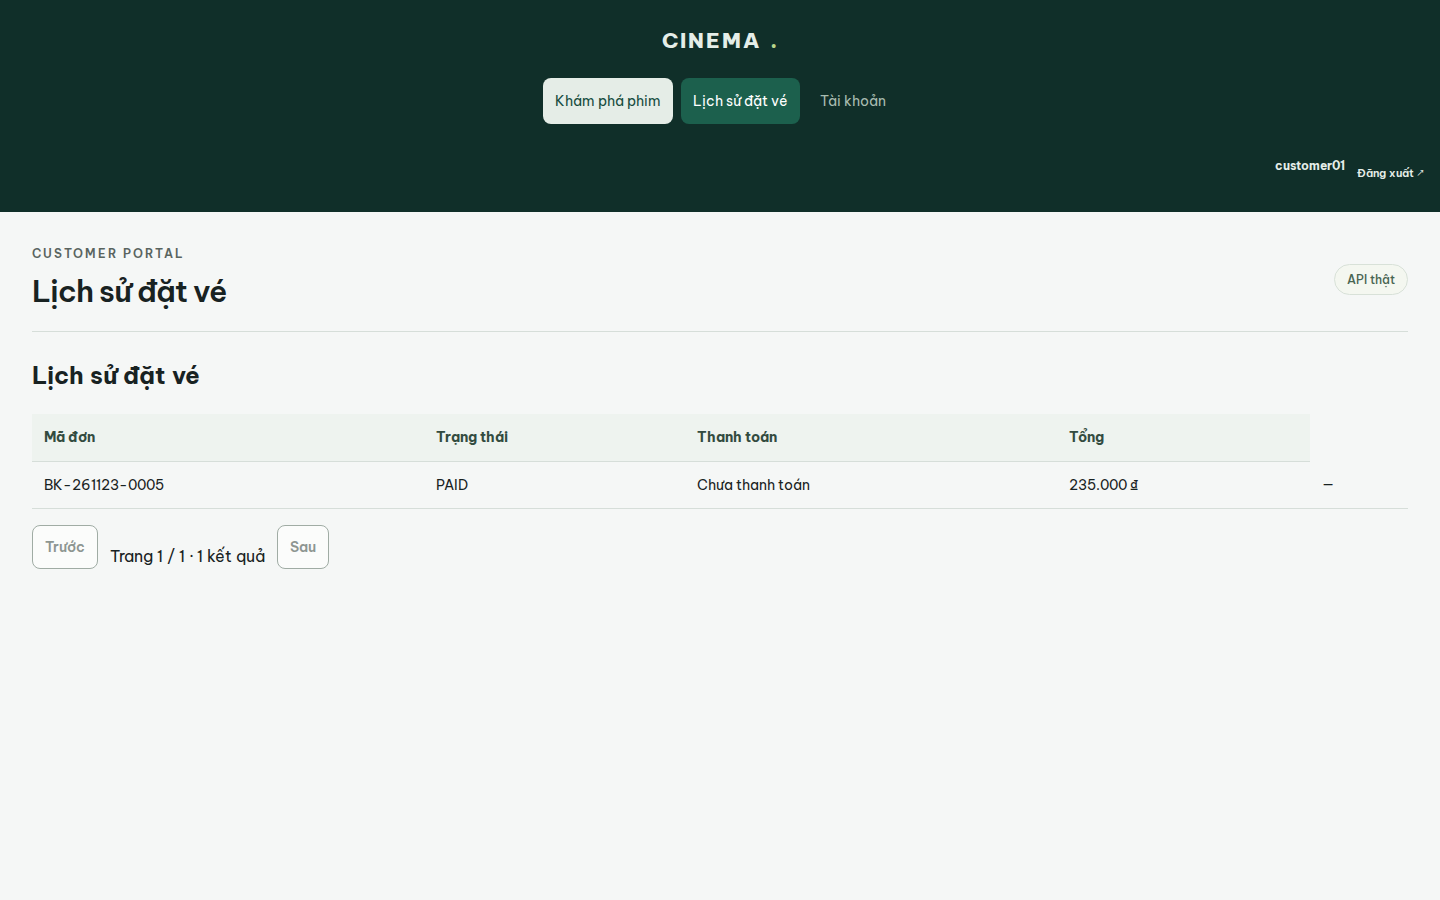 CINEMA .
Khám phá phim Lịch sử đặt vé Tài khoản
customer01 Đăng xuất ↗
CUSTOMER PORTAL
Lịch sử đặt vé
API thật
Lịch sử đặt vé
Mã đơn Trạng thái Thanh toán Tổng
BK-261123-0005 PAID Chưa thanh toán 235.000 ₫ —
Trước Trang 1 / 1 · 1 kết quả Sau